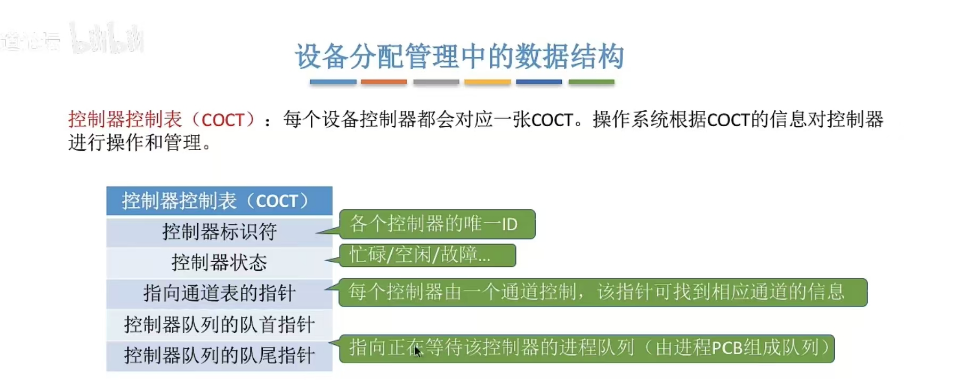 bilibili
设备分配管理中的数据结构
控制器控制表（COCT）：每个设备控制器都会对应一张COCT。操作系统根据COCT的信息对控制器
进行操作和管理。
控制器控制表（COCT）
控制器标识符
各个控制器的唯一ID
控制器状态
忙碌/空闲/故障...
指向通道表的指针
每个控制器由一个通道控制，该指针可找到相应通道的信息
控制器队列的队首指针
控制器队列的队尾指针
指向正在等待该控制器的进程队列（由进程PCB组成队列）